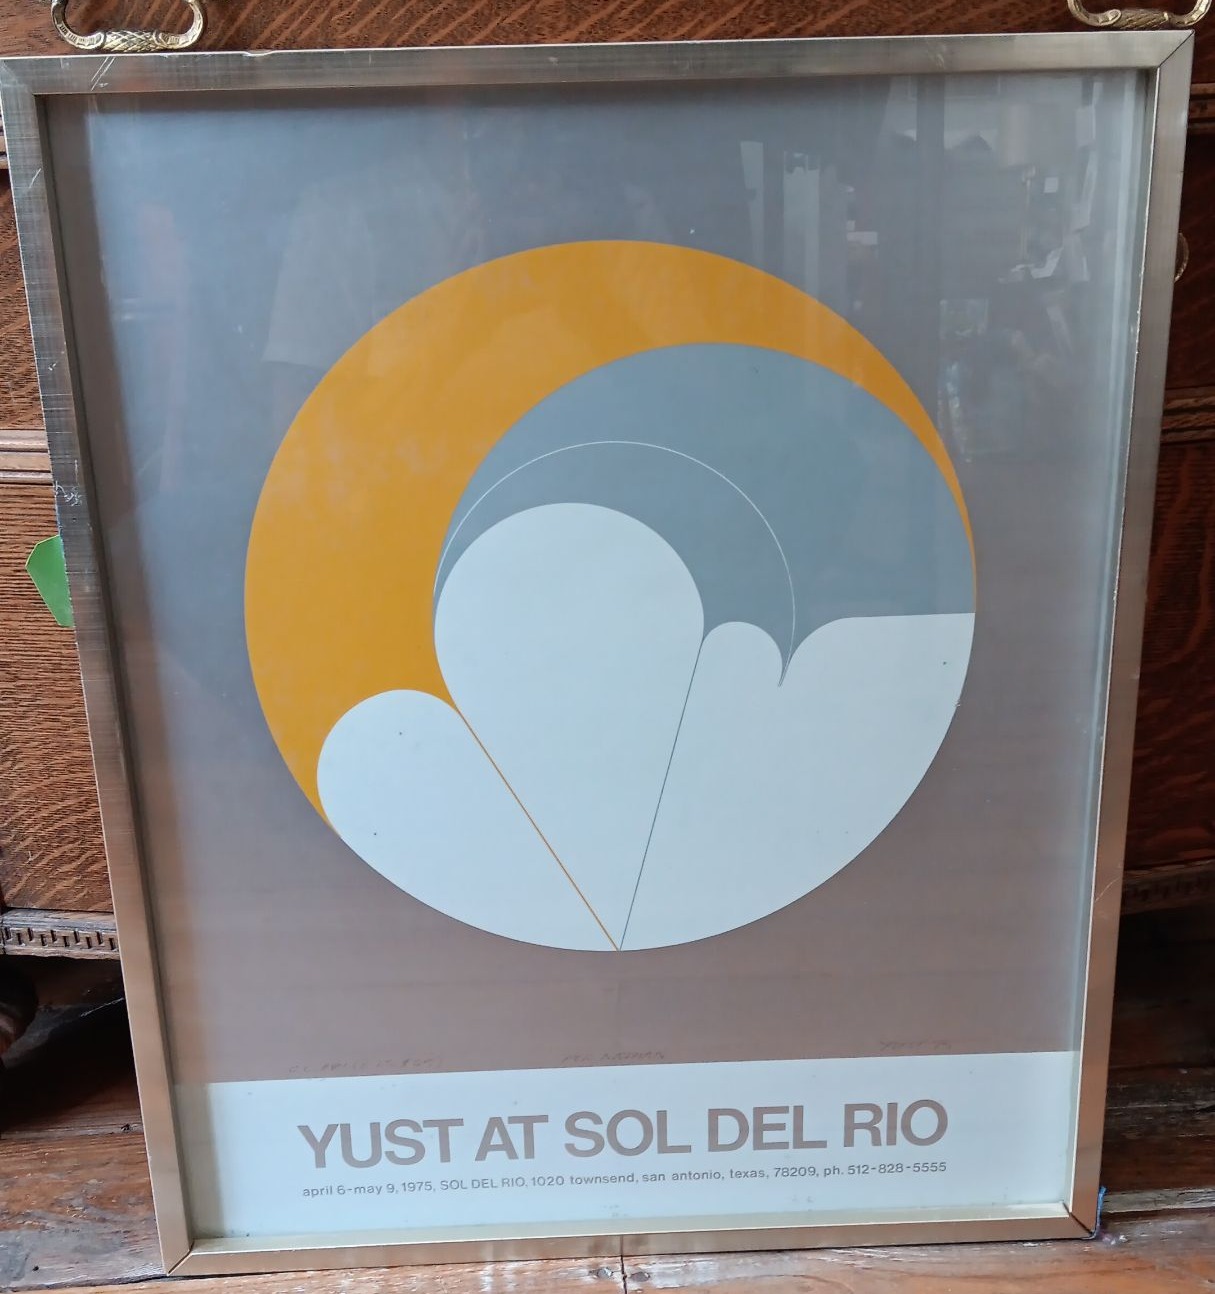 YUST AT SOL DEL RIO
april 6-may 9, 1975, SOL DEL RIO, 1020 townsend, san antonio, texas, 78209, ph. 512-828-5555